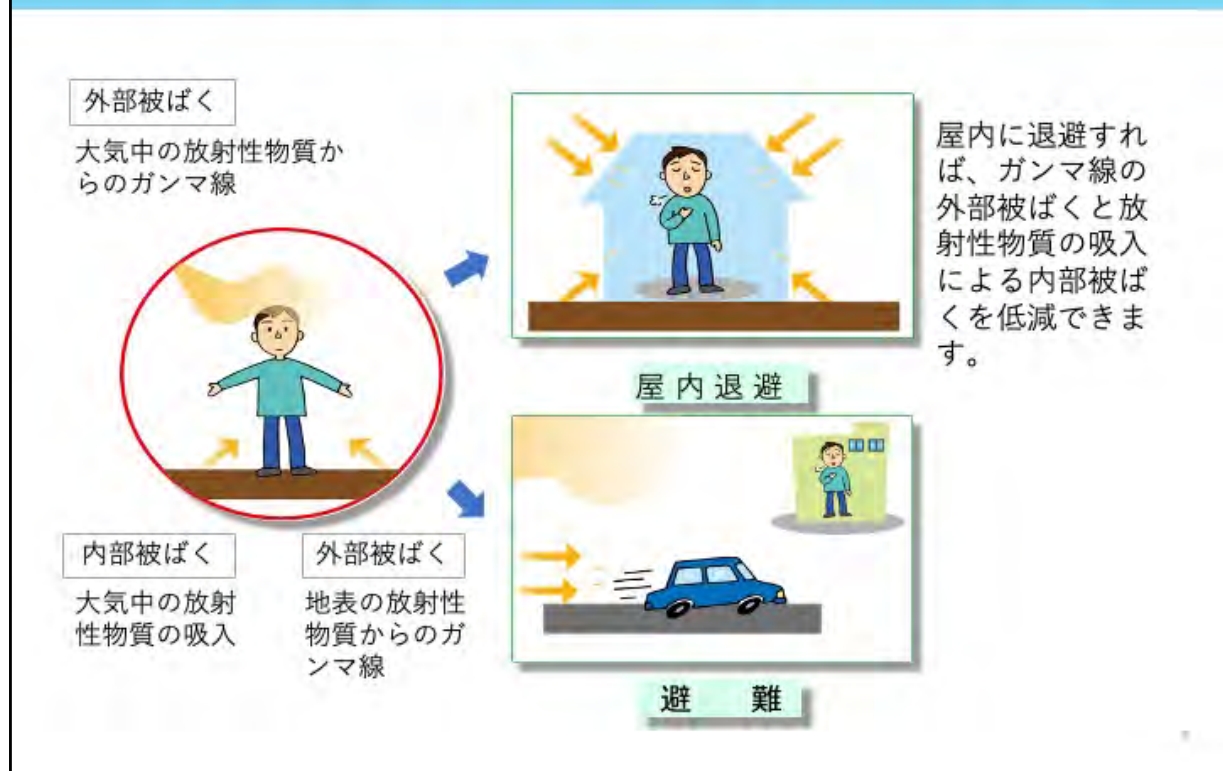 外部被ばく
大気中の放射性物質か
らのガンマ線
内部被ばく
大気中の放射
性物質の吸入
外部被ばく
地表の放射性
物質からのガ
ンマ線
屋内退避
避　難
屋内に退避すれ
ば、ガンマ線の
外部被ばくと放
射性物質の吸入
による内部被ば
くを低減できま
す。